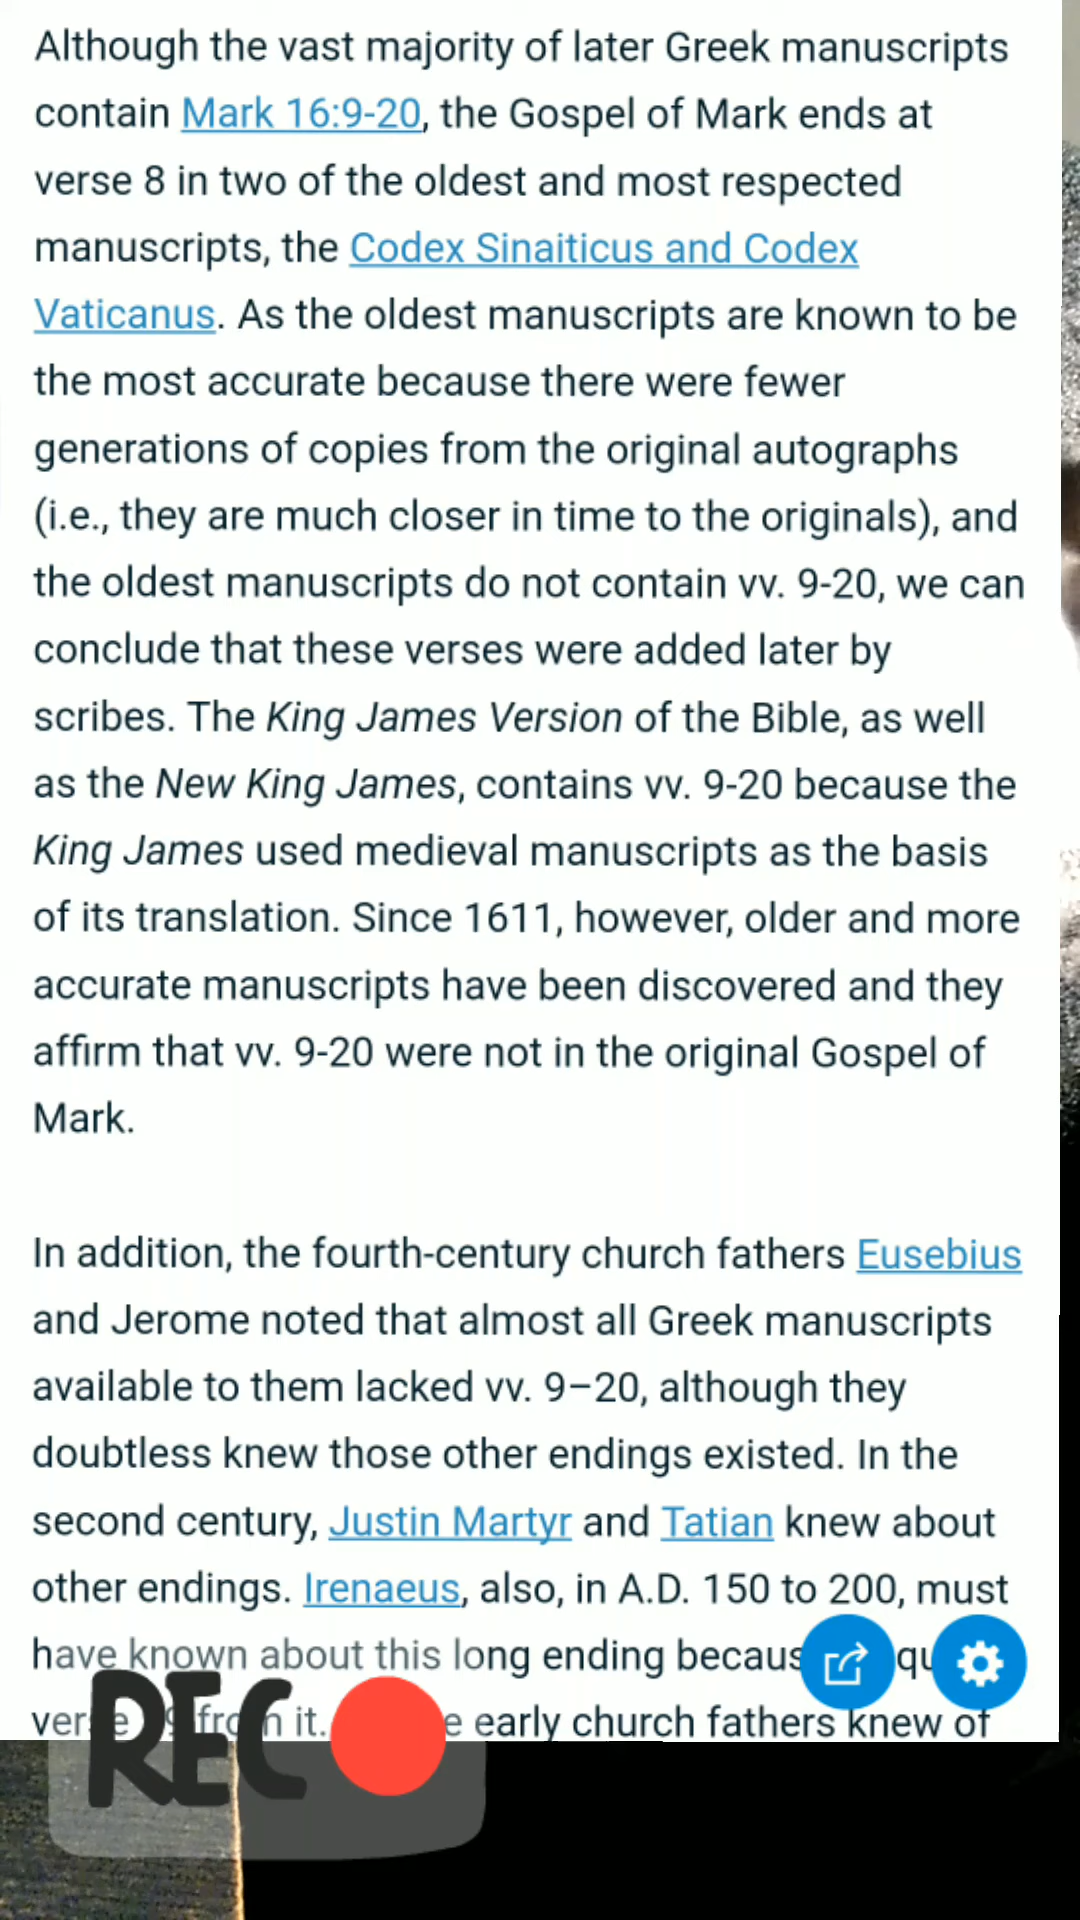 Although the vast majority of later Greek manuscripts
contain Mark 16:9-20, the Gospel of Mark ends at
verse 8 in two of the oldest and most respected
manuscripts, the Codex Sinaiticus and Codex
Vaticanus. As the oldest manuscripts are known to be
the most accurate because there were fewer
generations of copies from the original autographs
(i.e., they are much closer in time to the originals), and
the oldest manuscripts do not contain vv. 9-20, we can
conclude that these verses were added later by
scribes. The King James Version of the Bible, as well
as the New King James, contains vv. 9-20 because the
King James used medieval manuscripts as the basis
of its translation. Since 1611, however, older and more
accurate manuscripts have been discovered and they
affirm that vv. 9-20 were not in the original Gospel of
Mark.
In addition, the fourth-century church fathers Eusebius
and Jerome noted that almost all Greek manuscripts
available to them lacked vv. 9–20, although they
doubtless knew those other endings existed. In the
second century, Justin Martyr and Tatian knew about
other endings. Irenaeus, also, in A.D. 150 to 200, must
have known about this long ending
from it. early church fathers knew of
REC